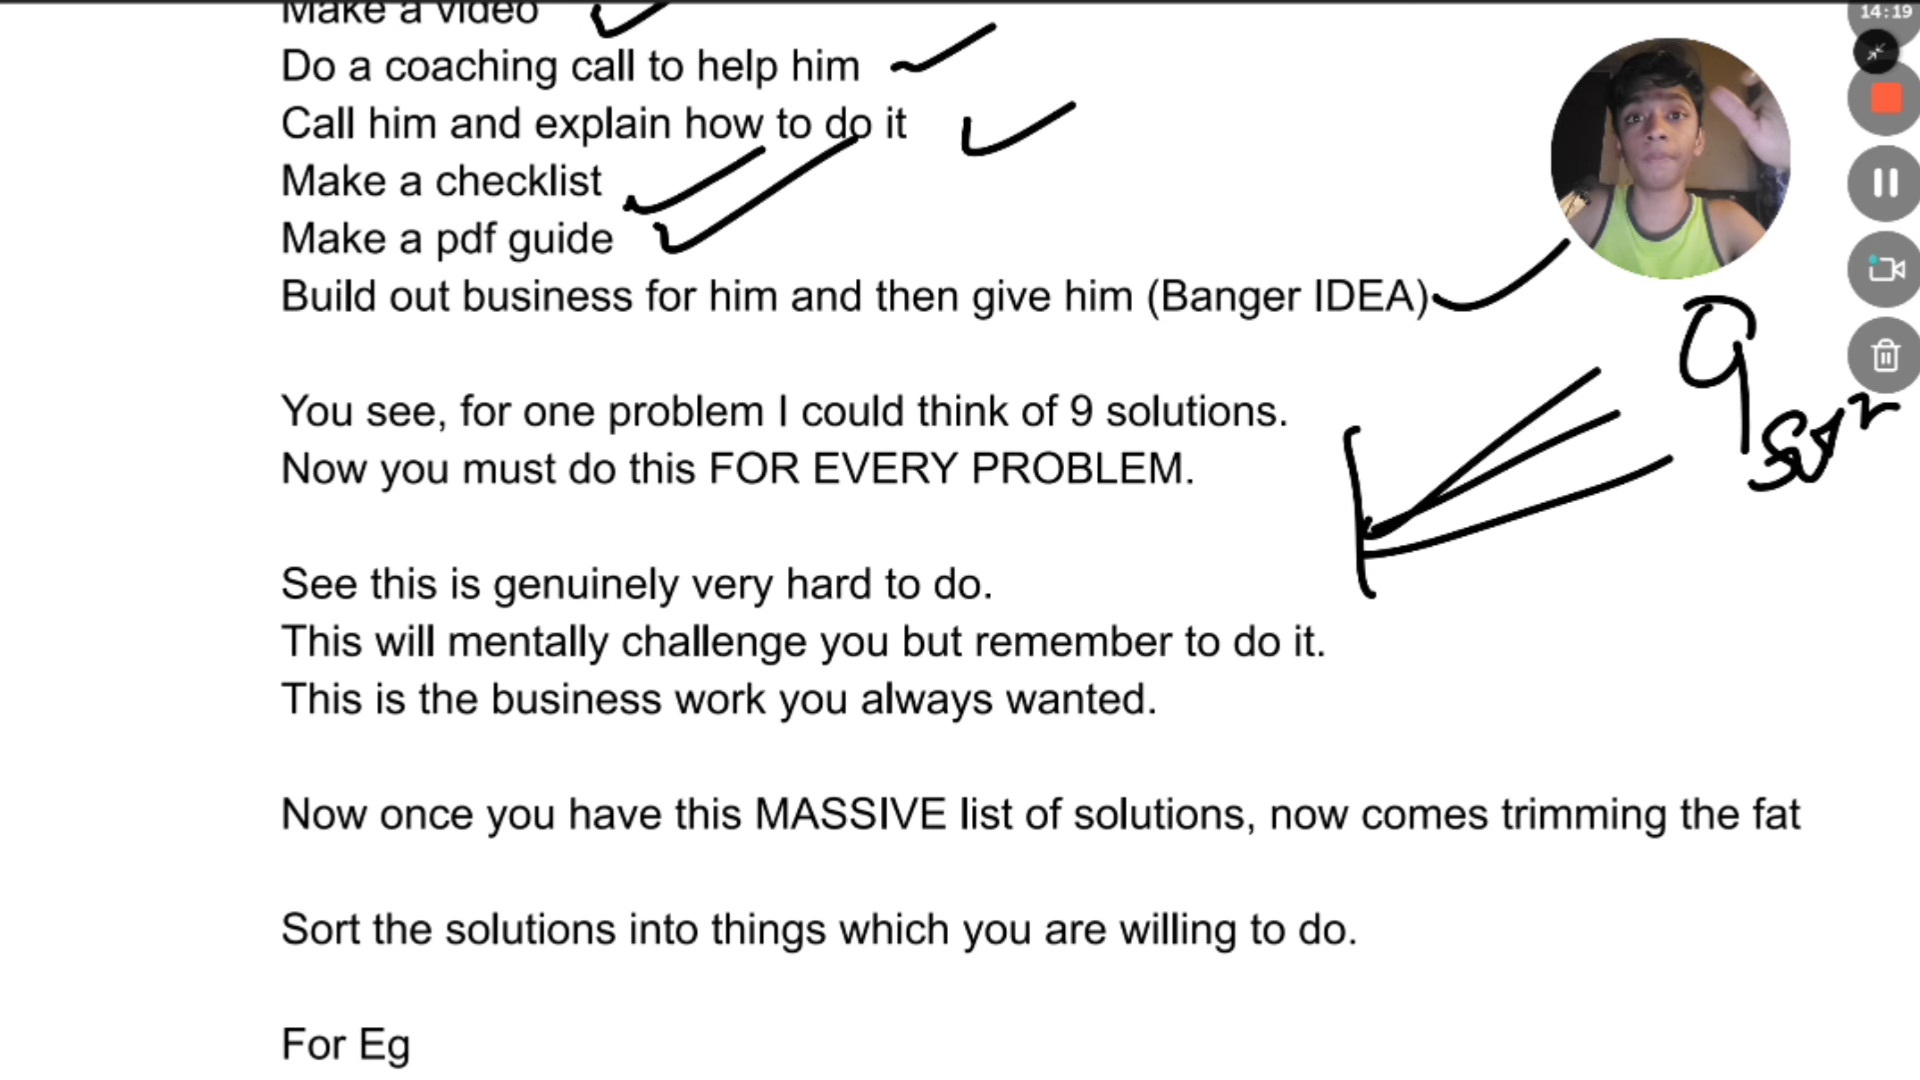 Make a video
14:19
Do a coaching call to help him
Call him and explain how to do it
Make a checklist
Make a pdf guide
Build out business for him and then give him (Banger IDEA)
9
You see, for one problem I could think of 9 solutions.
Now you must do this FOR EVERY PROBLEM.
See this is genuinely very hard to do.
This will mentally challenge you but remember to do it.
This is the business work you always wanted.
Now once you have this MASSIVE list of solutions, now comes trimming the fat
Sort the solutions into things which you are willing to do.
For Eg